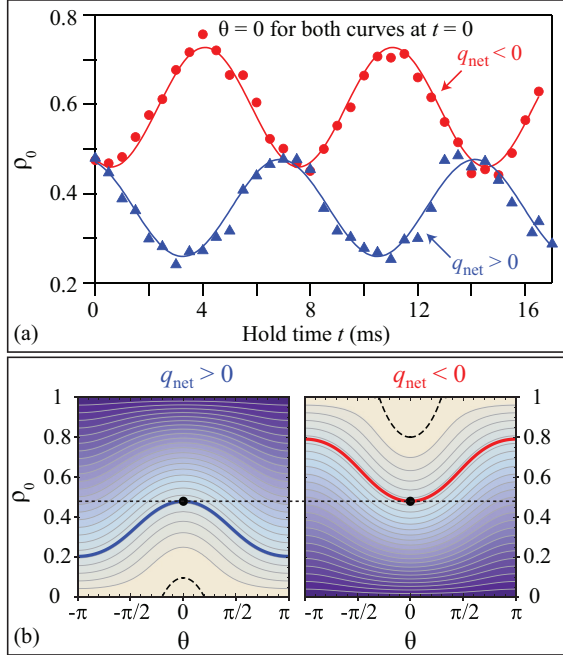 θ = 0 for both curves at t = 0
q_net < 0
0.8
0.6
ρ_0
0.4
q_net > 0
0.2
0 4 8 12 16
(a) Hold time t (ms)
q_net > 0 q_net < 0
1 1
0.8 0.8
ρ_0 0.6 0.6
0.4 0.4
0.2 0.2
0 0
-π -π/2 0 π/2 π -π -π/2 0 π/2 π
(b) θ θ